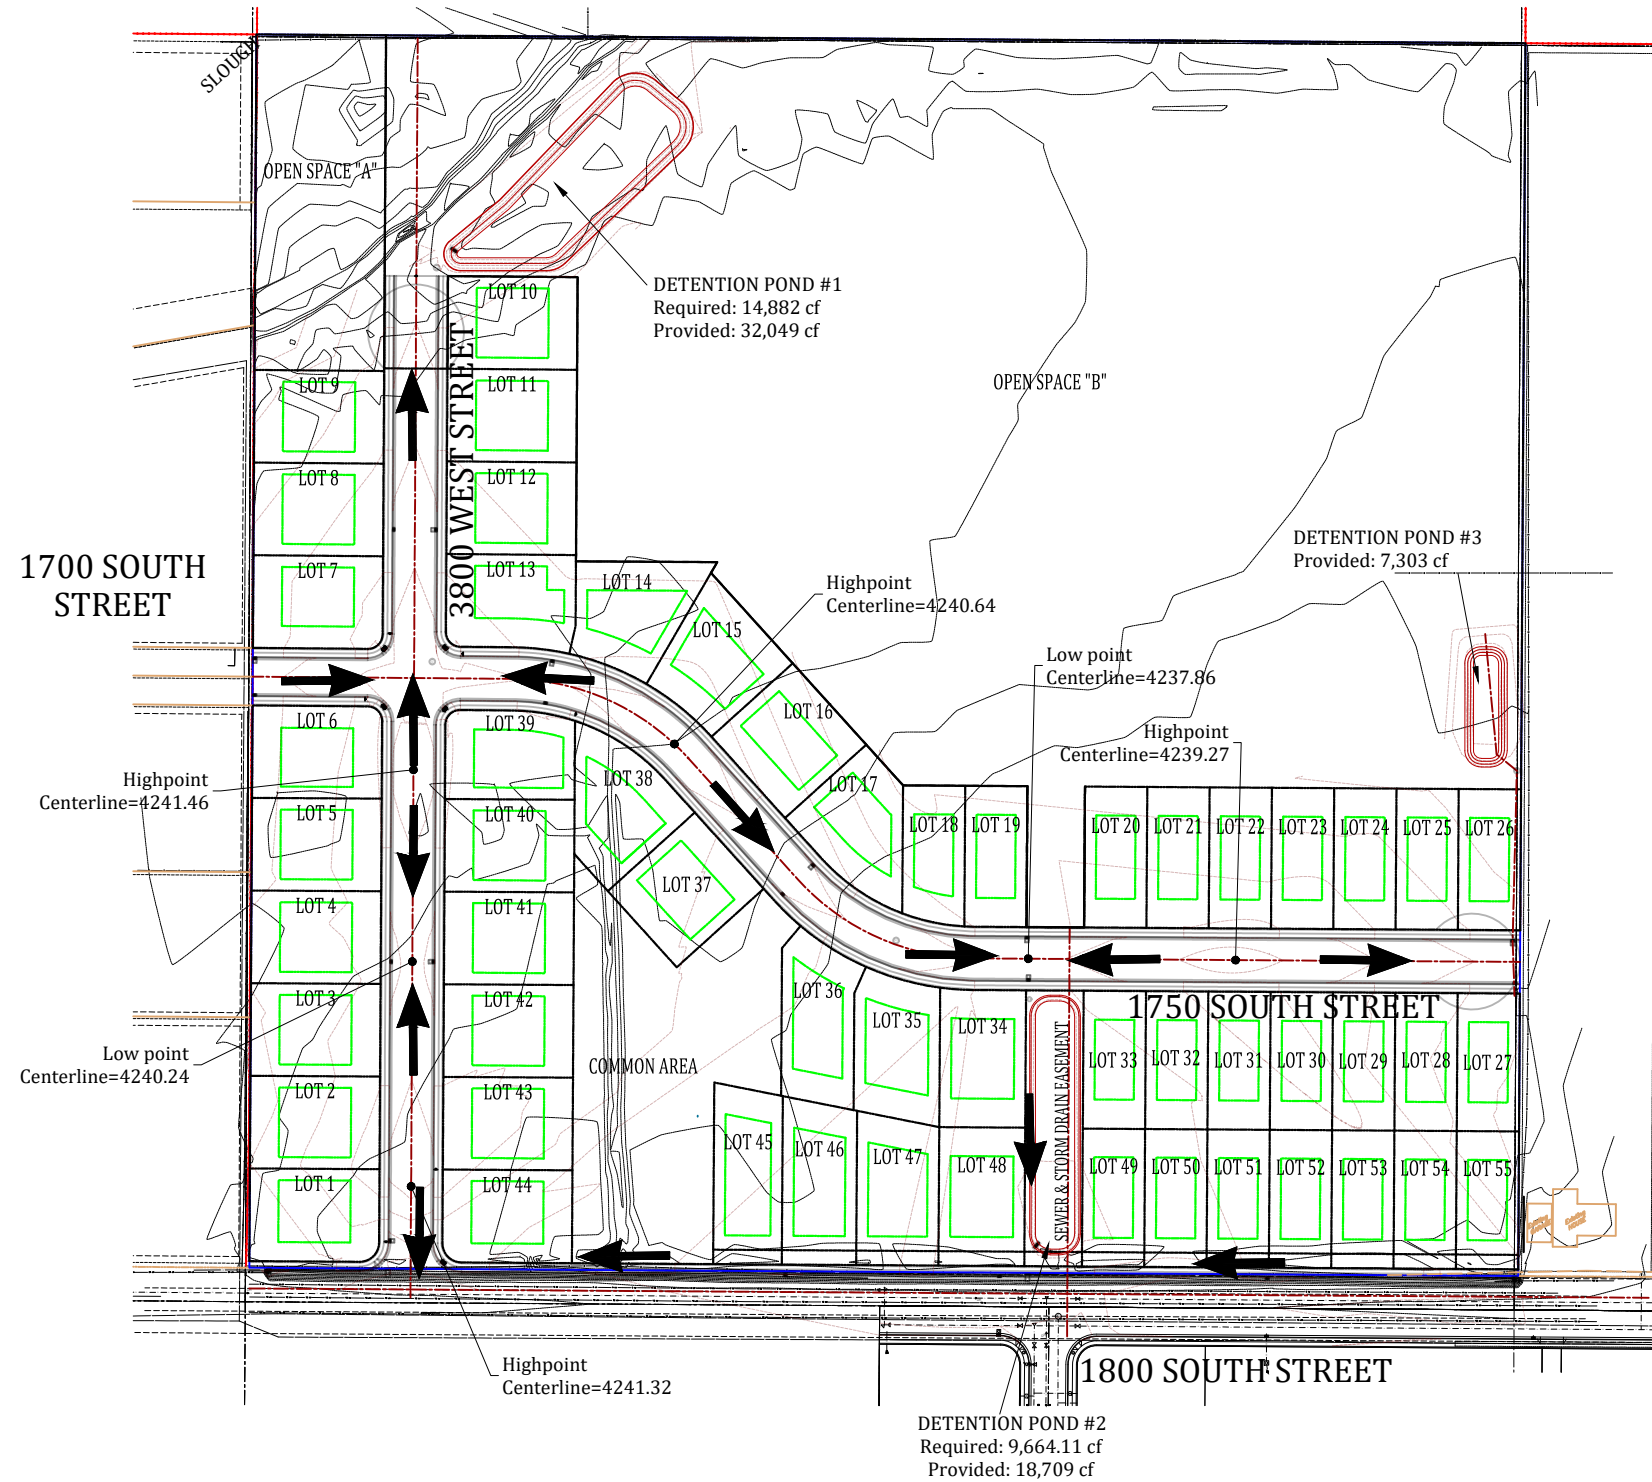 SLOUGH
OPEN SPACE "A"
DETENTION POND #1
Required: 14,882 cf
Provided: 32,049 cf
LOT 10
3800 WEST STREET
OPEN SPACE "B"
LOT 9
LOT 11
LOT 8
LOT 12
DETENTION POND #3
Provided: 7,303 cf
1700 SOUTH
STREET
LOT 7
LOT 13
LOT 14
Highpoint
Centerline=4240.64
LOT 15
Low point
Centerline=4237.86
LOT 6
LOT 39
LOT 16
Highpoint
Centerline=4239.27
Highpoint
Centerline=4241.46
LOT 38
LOT 17
LOT 5
LOT 40
LOT 18
LOT 19
LOT 20
LOT 21
LOT 22
LOT 23
LOT 24
LOT 25
LOT 26
LOT 37
LOT 4
LOT 41
LOT 3
LOT 42
LOT 36
LOT 35
LOT 34
1750 SOUTH STREET
Low point
Centerline=4240.24
COMMON AREA
SEWER & STORM DRAIN EASEMENT
LOT 33
LOT 32
LOT 31
LOT 30
LOT 29
LOT 28
LOT 27
LOT 2
LOT 43
LOT 45
LOT 46
LOT 47
LOT 48
LOT 49
LOT 50
LOT 51
LOT 52
LOT 53
LOT 54
LOT 55
LOT 1
LOT 44
Highpoint
Centerline=4241.32
1800 SOUTH STREET
DETENTION POND #2
Required: 9,664.11 cf
Provided: 18,709 cf